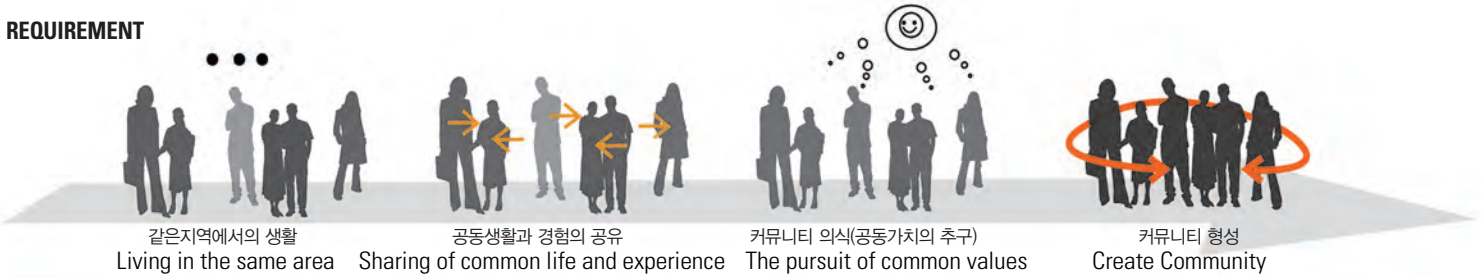 REQUIREMENT
같은지역에서의 생활
Living in the same area
공동생활과 경험의 공유
Sharing of common life and experience
커뮤니티 의식(공동가치의 추구)
The pursuit of common values
커뮤니티 형성
Create Community